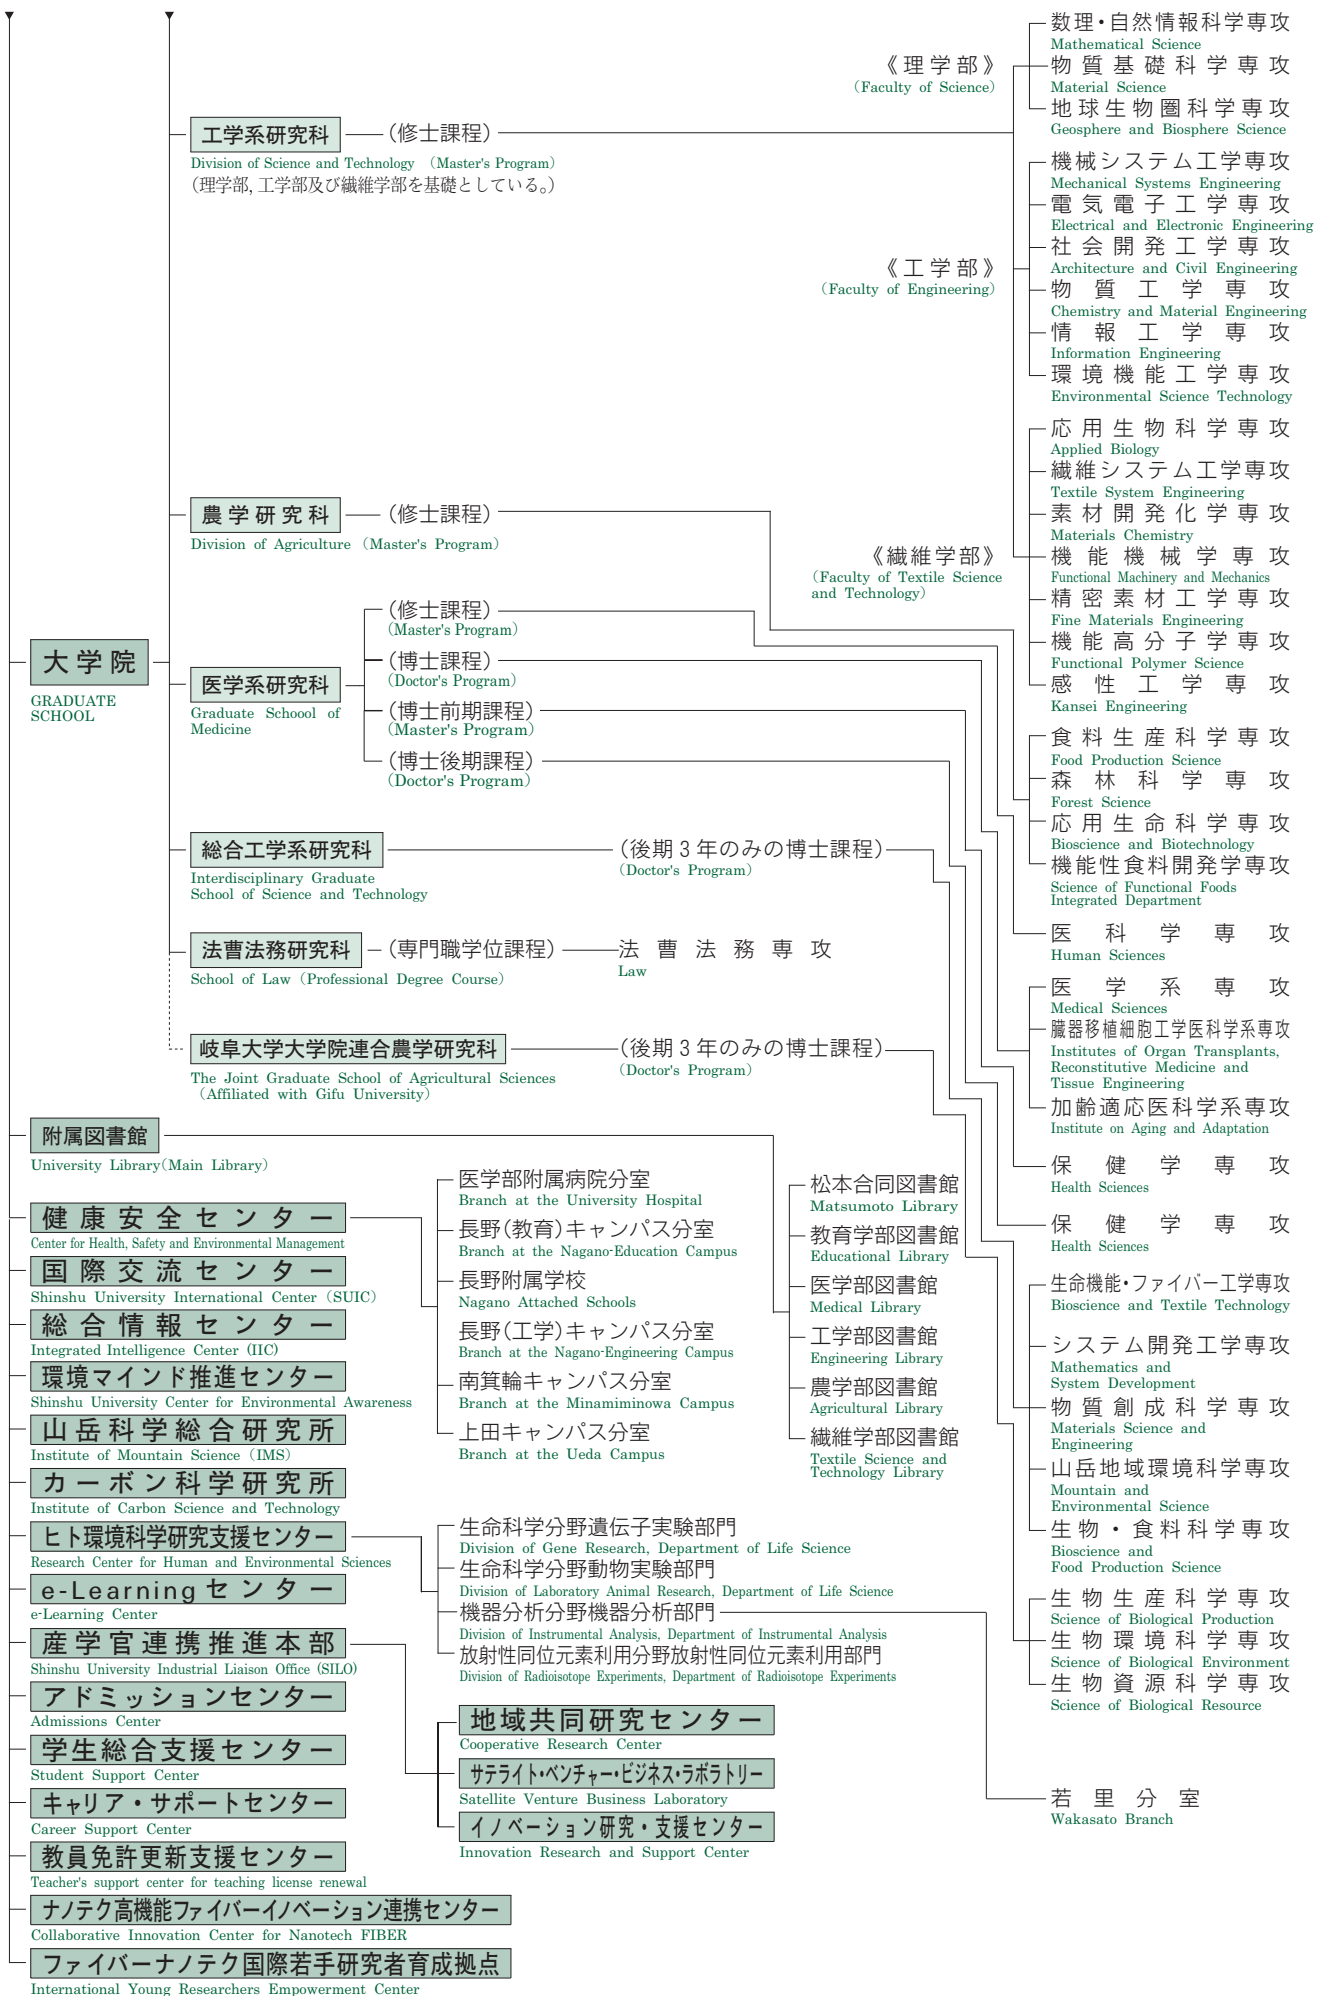 《理学部》
(Faculty of Science)
数理・自然情報科学専攻
Mathematical Science
物質基礎科学専攻
Material Science
地球生物圏科学専攻
Geosphere and Biosphere Science
工学系研究科
(修士課程)
Division of Science and Technology (Master's Program)
(理学部, 工学部及び繊維学部を基礎としている。)
《工学部》
(Faculty of Engineering)
機械システム工学専攻
Mechanical Systems Engineering
電気電子工学専攻
Electrical and Electronic Engineering
社会開発工学専攻
Architecture and Civil Engineering
物質工学専攻
Chemistry and Material Engineering
情報工学専攻
Information Engineering
環境機能工学専攻
Environmental Science Technology
《繊維学部》
(Faculty of Textile Science
and Technology)
応用生物科学専攻
Applied Biology
繊維システム工学専攻
Textile System Engineering
素材開発化学専攻
Materials Chemistry
機能機械学専攻
Functional Machinery and Mechanics
精密素材工学専攻
Fine Materials Engineering
機能高分子学専攻
Functional Polymer Science
感性工学専攻
Kansei Engineering
農学研究科
(修士課程)
Division of Agriculture (Master's Program)
食料生産科学専攻
Food Production Science
森林科学専攻
Forest Science
応用生命科学専攻
Bioscience and Biotechnology
機能性食料開発学専攻
Science of Functional Foods
Integrated Department
大学院
GRADUATE
SCHOOL
医学系研究科
Graduate Schoool of
Medicine
(修士課程)
(Master's Program)
(博士課程)
(Doctor's Program)
(博士前期課程)
(Master's Program)
(博士後期課程)
(Doctor's Program)
医科学専攻
Human Sciences
医学系専攻
Medical Sciences
臓器移植細胞工学医科学系専攻
Institutes of Organ Transplants,
Reconstitutive Medicine and
Tissue Engineering
加齢適応医科学系専攻
Institute on Aging and Adaptation
保健学専攻
Health Sciences
保健学専攻
Health Sciences
総合工学系研究科
Interdisciplinary Graduate
School of Science and Technology
(後期3年のみの博士課程)
(Doctor's Program)
生命機能・ファイバー工学専攻
Bioscience and Textile Technology
システム開発工学専攻
Mathematics and
System Development
物質創成科学専攻
Materials Science and
Engineering
山岳地域環境科学専攻
Mountain and
Environmental Science
生物・食料科学専攻
Bioscience and
Food Production Science
法曹法務研究科
(専門職学位課程)
School of Law (Professional Degree Course)
法曹法務専攻
Law
岐阜大学大学院連合農学研究科
The Joint Graduate School of Agricultural Sciences
(Affiliated with Gifu University)
(後期3年のみの博士課程)
(Doctor's Program)
生物生産科学専攻
Science of Biological Production
生物環境科学専攻
Science of Biological Environment
生物資源科学専攻
Science of Biological Resource
附属図書館
University Library(Main Library)
松本合同図書館
Matsumoto Library
教育学部図書館
Educational Library
医学部図書館
Medical Library
工学部図書館
Engineering Library
農学部図書館
Agricultural Library
繊維学部図書館
Textile Science and
Technology Library
健康安全センター
Center for Health, Safety and Environmental Management
医学部附属病院分室
Branch at the University Hospital
長野(教育)キャンパス分室
Branch at the Nagano-Education Campus
長野附属学校
Nagano Attached Schools
長野(工学)キャンパス分室
Branch at the Nagano-Engineering Campus
南箕輪キャンパス分室
Branch at the Minamiminowa Campus
上田キャンパス分室
Branch at the Ueda Campus
国際交流センター
Shinshu University International Center (SUIC)
総合情報センター
Integrated Intelligence Center (IIC)
環境マインド推進センター
Shinshu University Center for Environmental Awareness
山岳科学総合研究所
Institute of Mountain Science (IMS)
カーボン科学研究所
Institute of Carbon Science and Technology
ヒト環境科学研究支援センター
Research Center for Human and Environmental Sciences
生命科学分野遺伝子実験部門
Division of Gene Research, Department of Life Science
生命科学分野動物実験部門
Division of Laboratory Animal Research, Department of Life Science
機器分析分野機器分析部門
Division of Instrumental Analysis, Department of Instrumental Analysis
放射性同位元素利用分野放射性同位元素利用部門
Division of Radioisotope Experiments, Department of Radioisotope Experiments
若里分室
Wakasato Branch
e-Learningセンター
e-Learning Center
産学官連携推進本部
Shinshu University Industrial Liaison Office (SILO)
地域共同研究センター
Cooperative Research Center
サテライト・ベンチャー・ビジネス・ラボラトリー
Satellite Venture Business Laboratory
イノベーション研究・支援センター
Innovation Research and Support Center
アドミッションセンター
Admissions Center
学生総合支援センター
Student Support Center
キャリア・サポートセンター
Career Support Center
教員免許更新支援センター
Teacher's support center for teaching license renewal
ナノテク高機能ファイバーイノベーション連携センター
Collaborative Innovation Center for Nanotech FIBER
ファイバーナノテク国際若手研究者育成拠点
International Young Researchers Empowerment Center